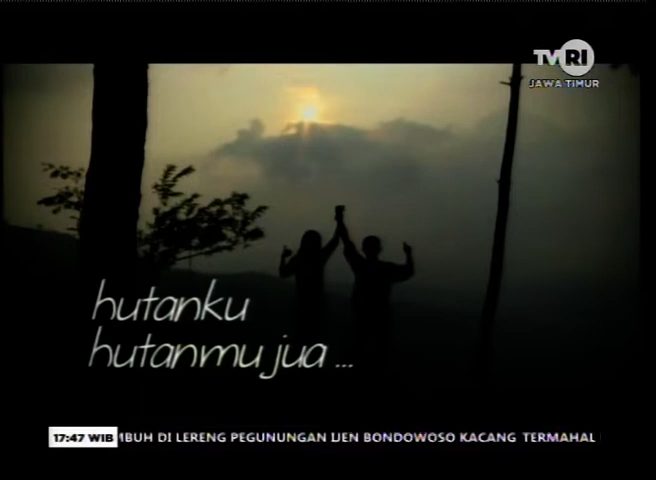 TVRI
JAWA TIMUR
hutanku
hutanmu jua ...
17:47 WIB MBUH DI LERENG PEGUNUNGAN IJEN BONDOWOSO KACANG TERMAHAL